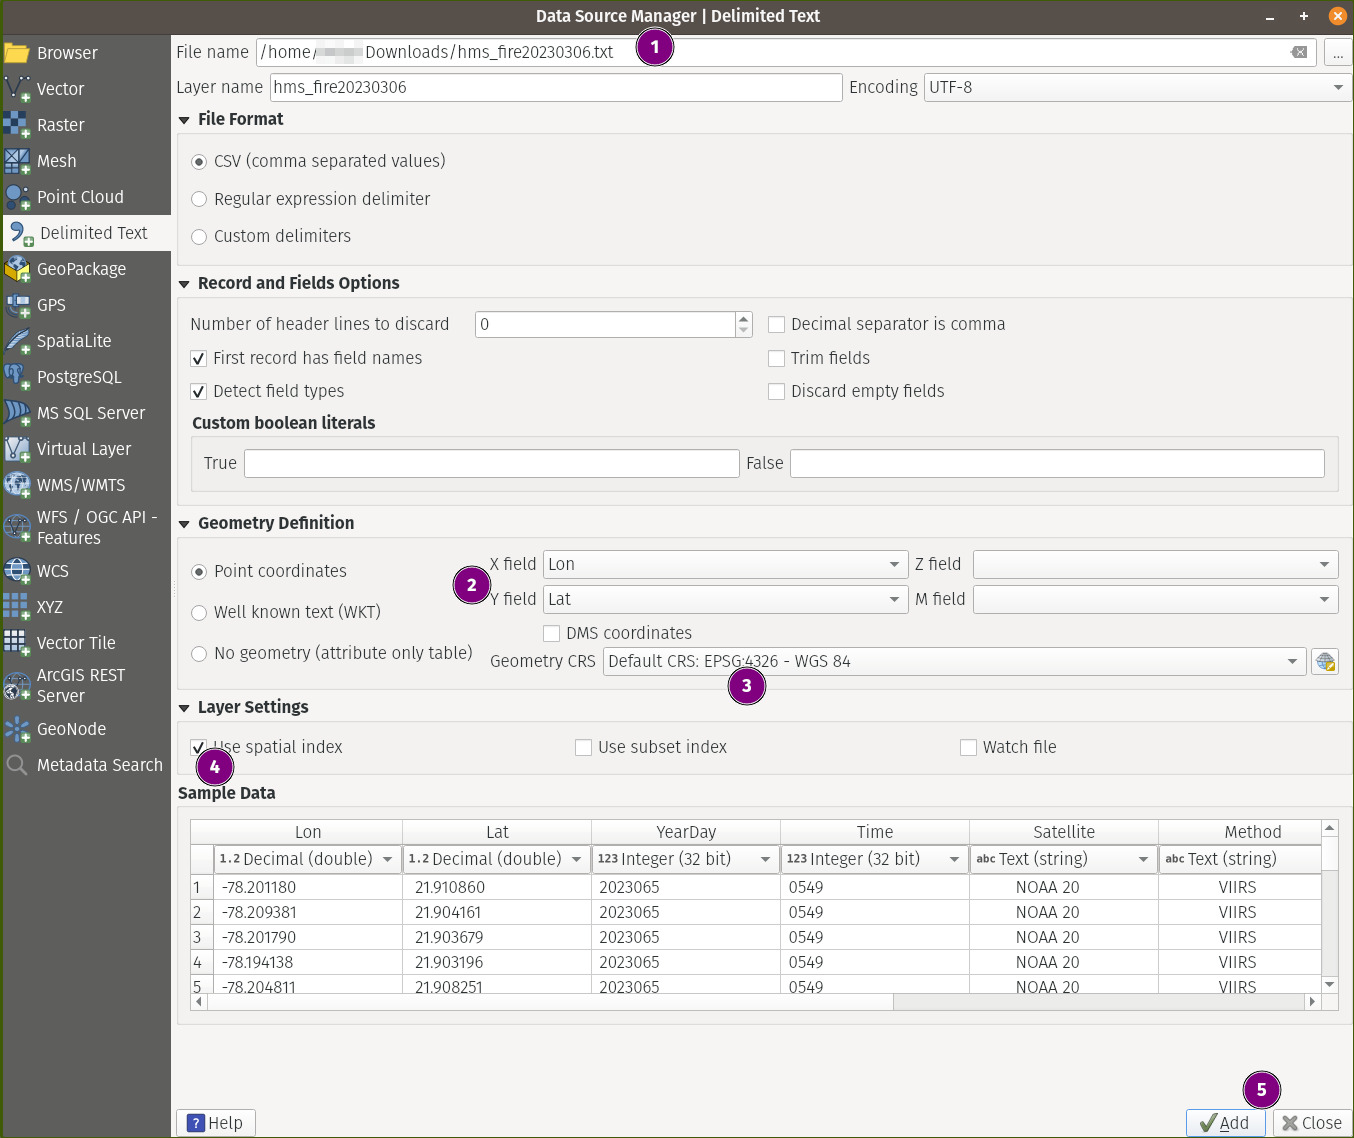 Data Source Manager | Delimited Text
Browser
Vector
Raster
Mesh
Point Cloud
Delimited Text
GeoPackage
GPS
SpatiaLite
PostgreSQL
MS SQL Server
Virtual Layer
WMS/WMTS
WFS / OGC API -
Features
WCS
XYZ
Vector Tile
ArcGIS REST
Server
GeoNode
Metadata Search
File name /home/ Downloads/hms_fire20230306.txt 1 ...
Layer name hms_fire20230306 Encoding UTF-8
File Format
CSV (comma separated values)
Regular expression delimiter
Custom delimiters
Record and Fields Options
Number of header lines to discard 0 Decimal separator is comma
First record has field names Trim fields
Detect field types Discard empty fields
Custom boolean literals
True False
Geometry Definition
Point coordinates X field Lon Z field
2 Y field Lat M field
Well known text (WKT)
DMS coordinates
No geometry (attribute only table) Geometry CRS Default CRS: EPSG:4326 - WGS 84
3
Layer Settings
Use spatial index Use subset index Watch file
4
Sample Data
Lon Lat YearDay Time Satellite Method
1.2 Decimal (double) 1.2 Decimal (double) 123 Integer (32 bit) 123 Integer (32 bit) abc Text (string) abc Text (string)
1 -78.201180 21.910860 2023065 0549 NOAA 20 VIIRS
2 -78.209381 21.904161 2023065 0549 NOAA 20 VIIRS
3 -78.201790 21.903679 2023065 0549 NOAA 20 VIIRS
4 -78.194138 21.903196 2023065 0549 NOAA 20 VIIRS
5 -78.204811 21.908251 2023065 0549 NOAA 20 VIIRS
5
? Help Add Close